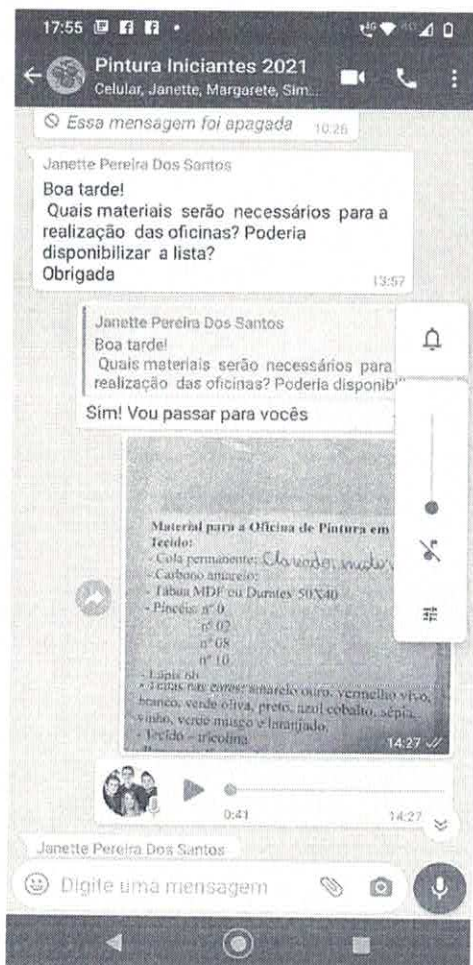 17:55
Pintura Iniciantes 2021
Celular, Janette, Margarete, Sim...
Essa mensagem foi apagada 10:26
Janette Pereira Dos Santos
Boa tarde!
Quais materiais serão necessários para a
realização das oficinas? Poderia
disponibilizar a lista?
Obrigada
13:57
Janette Pereira Dos Santos
Boa tarde!
Quais materiais serão necessários para
realização das oficinas? Poderia disponib
Sim! Vou passar para vocês
Material para a Oficina de Pintura em
Tecido:
- Cola permanente;
- Carbono amarelo;
- Tábua MDF ou Duratex 50X40
- Pincéis: nº 0
nº 02
nº 08
nº 10
- Lápis 6b
- Tintas nas cores: amarelo ouro, vermelho vivo,
branco, verde oliva, preto, azul cobalto, sépia,
vinho, verde musgo e laranjado.
- Tecido – tricoline
14:27
0:41 14:27
Janette Pereira Dos Santos
Digite uma mensagem